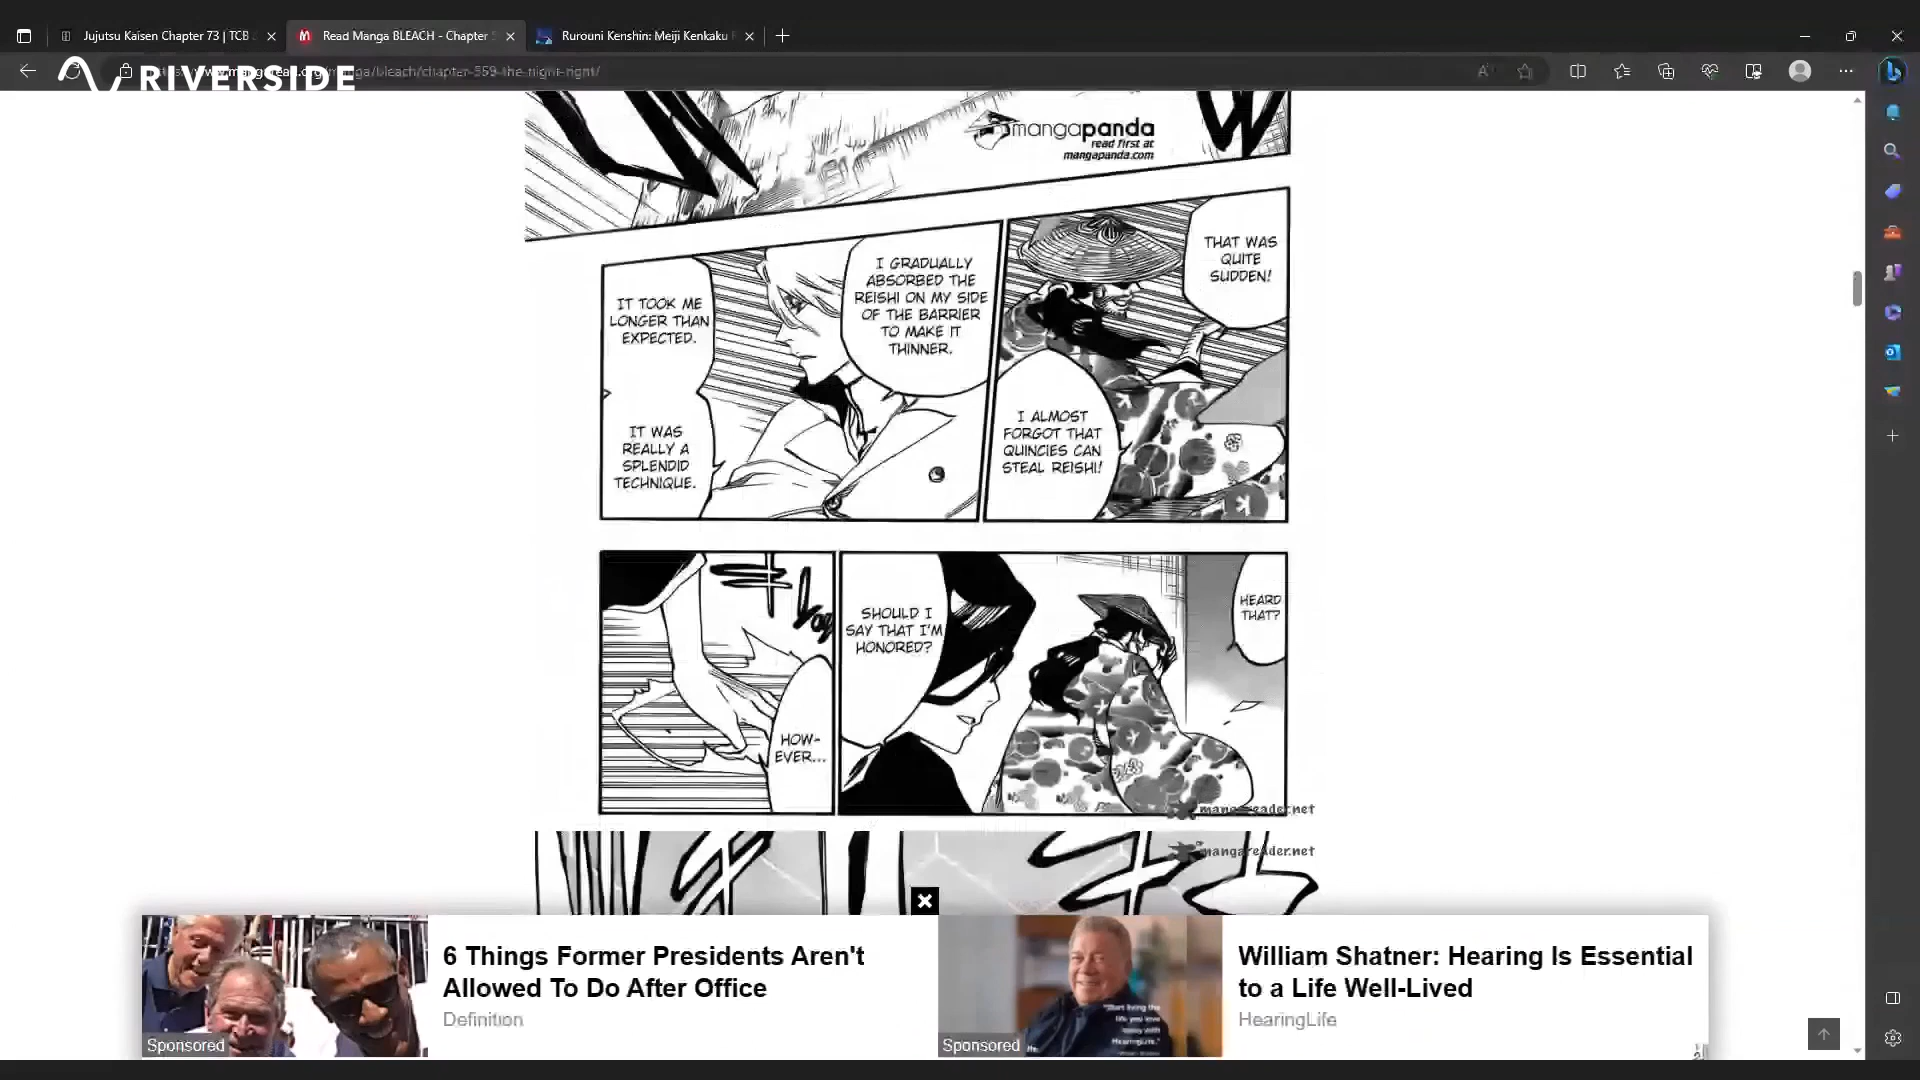 Jujutsu Kaisen Chapter 73 | TCB
Read Manga BLEACH - Chapter
Rurouni Kenshin: Meiji Kenkaku
RIVERSIDE
mangapanda
read first at
mangapanda.com
THAT WAS
QUITE
SUDDEN!
I ALMOST
FORGOT THAT
QUINCIES CAN
STEAL REISHI!
I GRADUALLY
ABSORBED THE
REISHI ON MY SIDE
OF THE BARRIER
TO MAKE IT
THINNER.
IT TOOK ME
LONGER THAN
EXPECTED.
IT WAS
REALLY A
SPLENDID
TECHNIQUE.
HEARD
THAT?
SHOULD I
SAY THAT I'M
HONORED?
HOW-
EVER...
mangareader.net
mangareader.net
6 Things Former Presidents Aren't
Allowed To Do After Office
Definition
Sponsored
William Shatner: Hearing Is Essential
to a Life Well-Lived
HearingLife
Sponsored